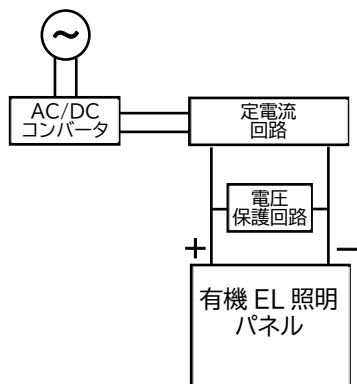 ~
AC/DC
コンバータ
定電流
回路
電圧
保護回路
+ −
有機 EL 照明
パネル